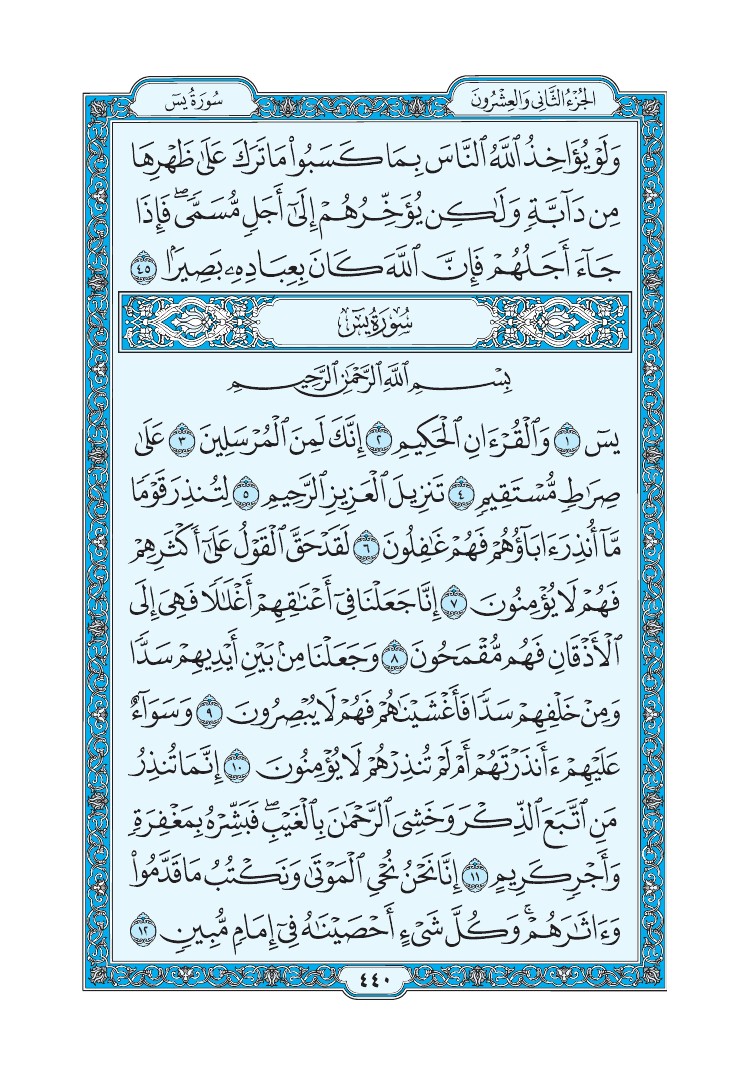 الجُزْءُ الثَّانِي وَالعِشْرُونَ
سُورَةُ يسٓ
وَلَوۡ يُؤَاخِذُ ٱللَّهُ ٱلنَّاسَ بِمَا كَسَبُواْ مَا تَرَكَ عَلَىٰ ظَهۡرِهَا
مِن دَآبَّةٖ وَلَٰكِن يُؤَخِّرُهُمۡ إِلَىٰٓ أَجَلٖ مُّسَمّٗىۖ فَإِذَا
جَآءَ أَجَلُهُمۡ فَإِنَّ ٱللَّهَ كَانَ بِعِبَادِهِۦ بَصِيرَۢا ٤٥
سُورَةُ يسٓ
بِسۡمِ ٱللَّهِ ٱلرَّحۡمَٰنِ ٱلرَّحِيمِ
يسٓ ١ وَٱلۡقُرۡءَانِ ٱلۡحَكِيمِ ٢ إِنَّكَ لَمِنَ ٱلۡمُرۡسَلِينَ ٣ عَلَىٰ
صِرَٰطٖ مُّسۡتَقِيمٖ ٤ تَنزِيلَ ٱلۡعَزِيزِ ٱلرَّحِيمِ ٥ لِتُنذِرَ قَوۡمٗا
مَّآ أُنذِرَ ءَابَآؤُهُمۡ فَهُمۡ غَٰفِلُونَ ٦ لَقَدۡ حَقَّ ٱلۡقَوۡلُ عَلَىٰٓ أَكۡثَرِهِمۡ
فَهُمۡ لَا يُؤۡمِنُونَ ٧ إِنَّا جَعَلۡنَا فِيٓ أَعۡنَٰقِهِمۡ أَغۡلَٰلٗا فَهِيَ إِلَى
ٱلۡأَذۡقَانِ فَهُم مُّقۡمَحُونَ ٨ وَجَعَلۡنَا مِنۢ بَيۡنِ أَيۡدِيهِمۡ سَدّٗا
وَمِنۡ خَلۡفِهِمۡ سَدّٗا فَأَغۡشَيۡنَٰهُمۡ فَهُمۡ لَا يُبۡصِرُونَ ٩ وَسَوَآءٌ
عَلَيۡهِمۡ ءَأَنذَرۡتَهُمۡ أَمۡ لَمۡ تُنذِرۡهُمۡ لَا يُؤۡمِنُونَ ١٠ إِنَّمَا تُنذِرُ
مَنِ ٱتَّبَعَ ٱلذِّكۡرَ وَخَشِيَ ٱلرَّحۡمَٰنَ بِٱلۡغَيۡبِۖ فَبَشِّرۡهُ بِمَغۡفِرَةٖ
وَأَجۡرٖ كَرِيمٍ ١١ إِنَّا نَحۡنُ نُحۡيِ ٱلۡمَوۡتَىٰ وَنَكۡتُبُ مَا قَدَّمُواْ
وَءَاثَٰرَهُمۡۚ وَكُلَّ شَيۡءٍ أَحۡصَيۡنَٰهُ فِيٓ إِمَامٖ مُّبِينٖ ١٢
٤٤٠